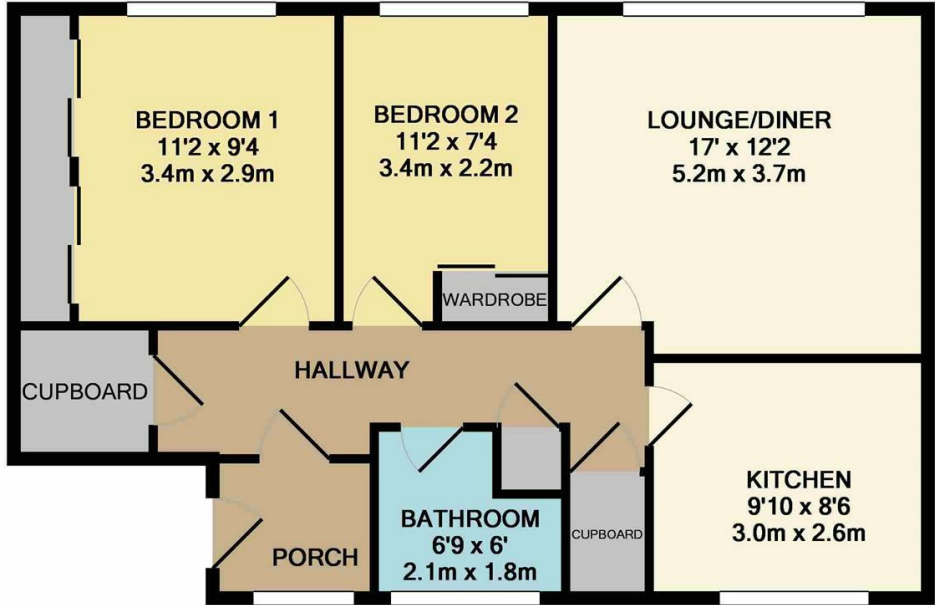 BEDROOM 1
11'2 x 9'4
3.4m x 2.9m
BEDROOM 2
11'2 x 7'4
3.4m x 2.2m
LOUNGE/DINER
17' x 12'2
5.2m x 3.7m
WARDROBE
CUPBOARD
HALLWAY
PORCH
BATHROOM
6'9 x 6'
2.1m x 1.8m
CUPBOARD
KITCHEN
9'10 x 8'6
3.0m x 2.6m